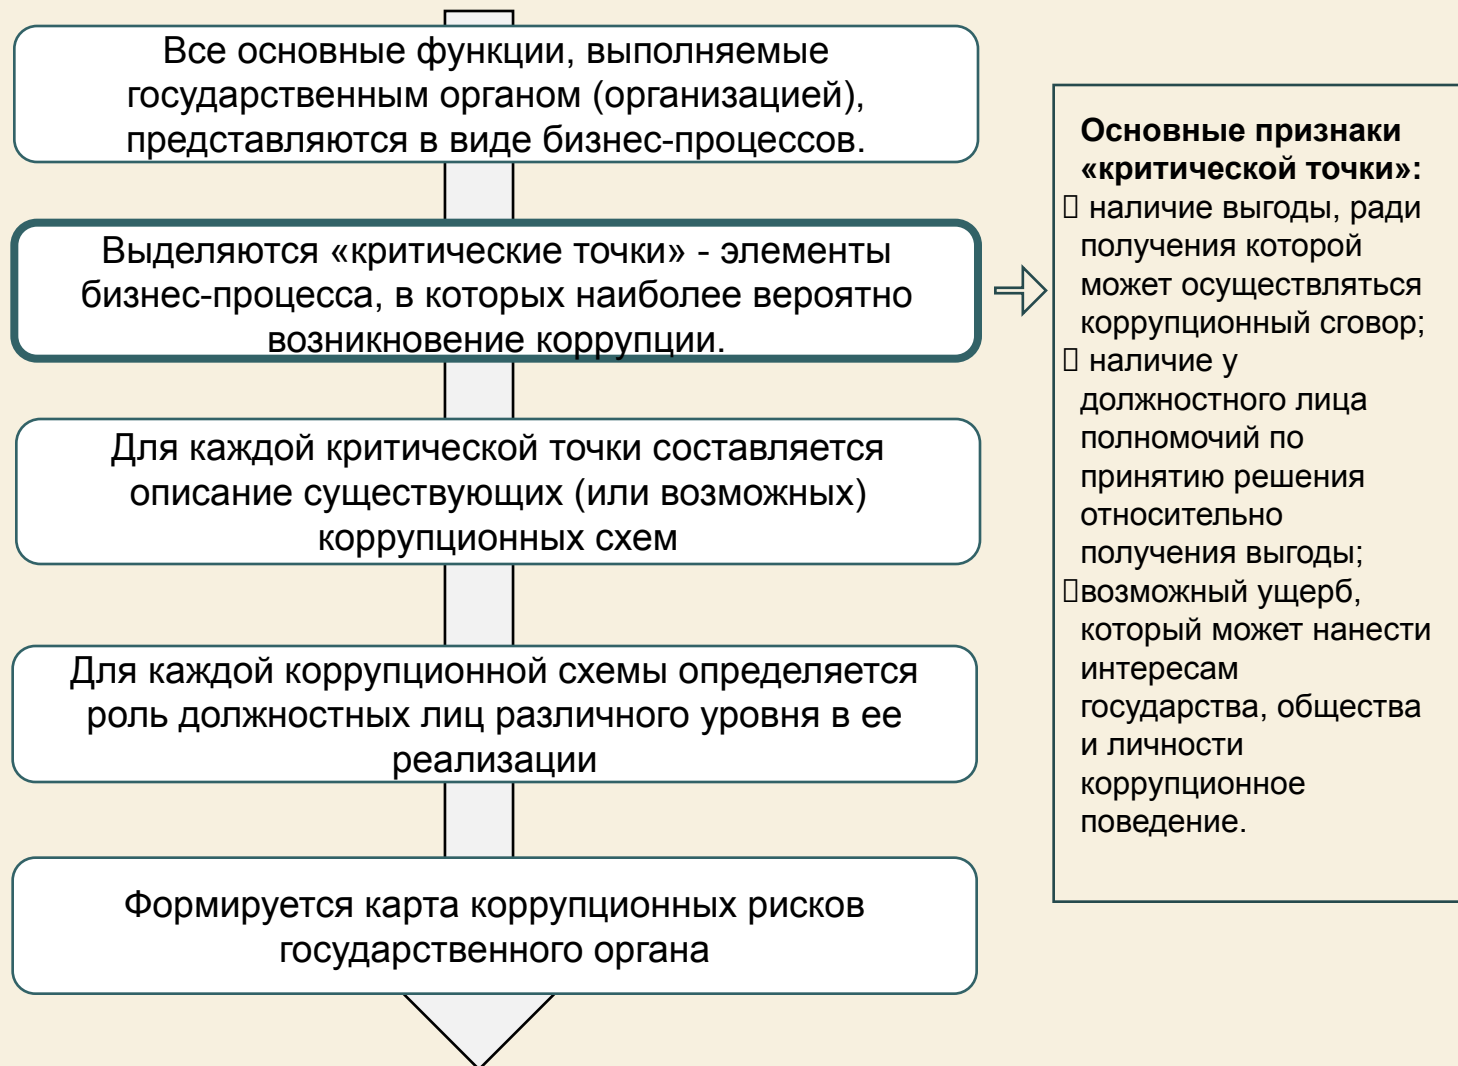 Все основные функции, выполняемые
государственным органом (организацией),
представляются в виде бизнес-процессов.
Выделяются «критические точки» - элементы
бизнес-процесса, в которых наиболее вероятно
возникновение коррупции.
Для каждой критической точки составляется
описание существующих (или возможных)
коррупционных схем
Для каждой коррупционной схемы определяется
роль должностных лиц различного уровня в ее
реализации
Формируется карта коррупционных рисков
государственного органа
Основные признаки
«критической точки»:
наличие выгоды, ради
получения которой
может осуществляться
коррупционный сговор;
наличие у
должностного лица
полномочий по
принятию решения
относительно
получения выгоды;
возможный ущерб,
который может нанести
интересам
государства, общества
и личности
коррупционное
поведение.